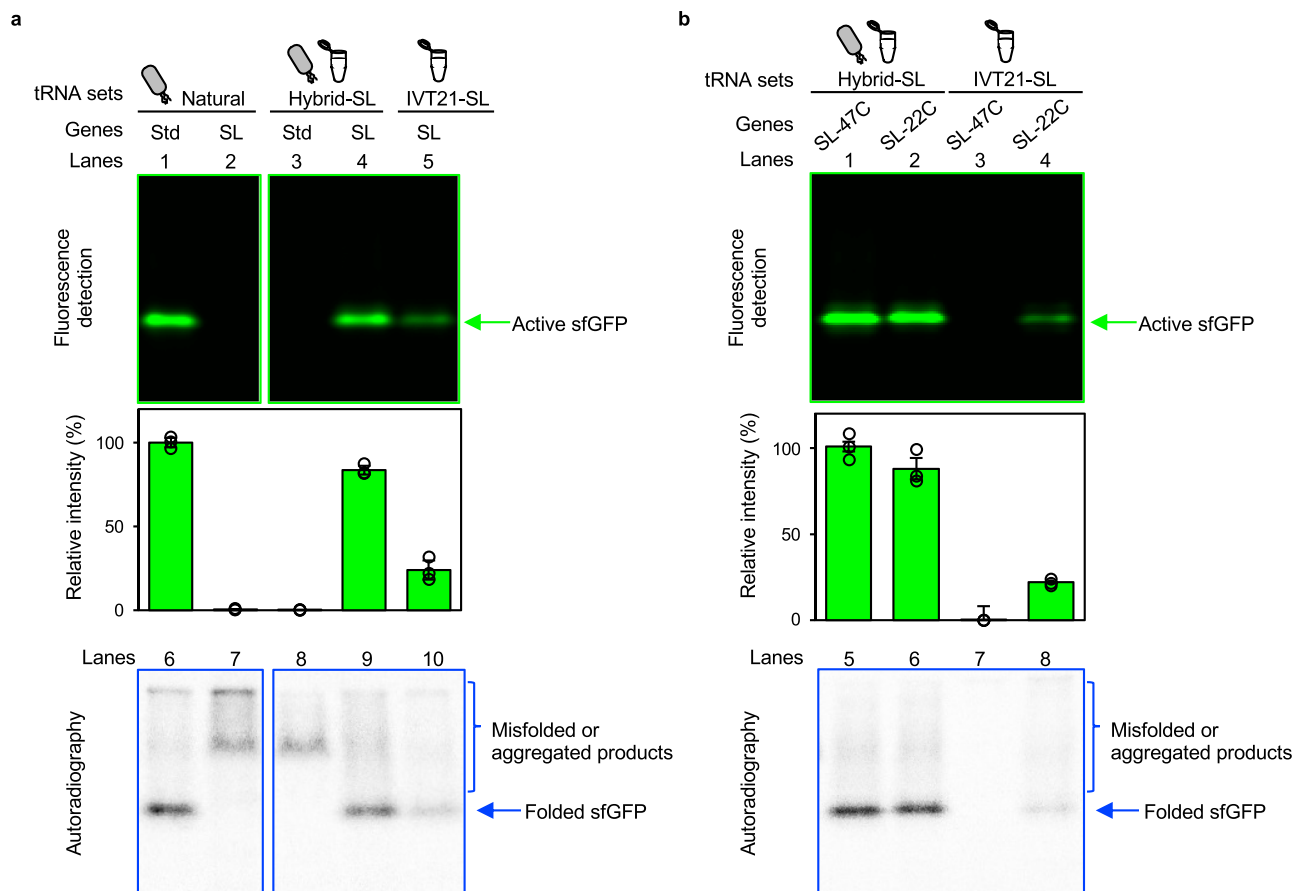 a
tRNA sets Natural Hybrid-SL IVT21-SL
Genes Std SL Std SL SL
Lanes 1 2 3 4 5
Fluorescence
detection
Active sfGFP
Relative intensity (%)
100
50
0
Lanes 6 7 8 9 10
Autoradiography
Misfolded or
aggregated products
Folded sfGFP
b
tRNA sets Hybrid-SL IVT21-SL
Genes SL-47C SL-22C SL-47C SL-22C
Lanes 1 2 3 4
Fluorescence
detection
Active sfGFP
Relative intensity (%)
100
50
0
Lanes 5 6 7 8
Autoradiography
Misfolded or
aggregated products
Folded sfGFP